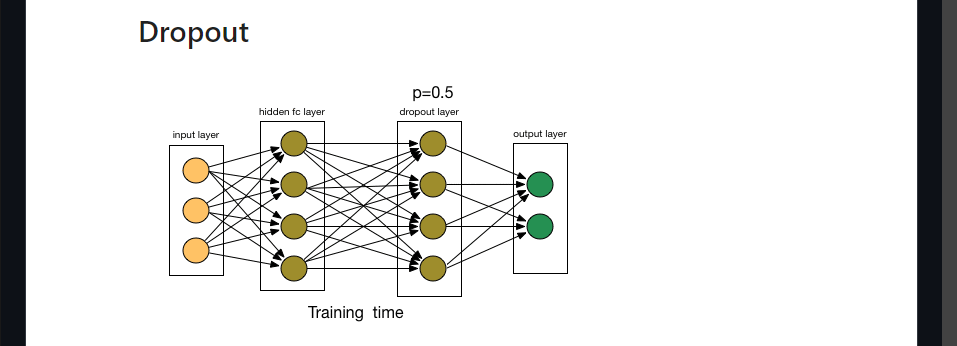 Dropout
p=0.5
hidden fc layer
dropout layer
input layer
output layer
Training time